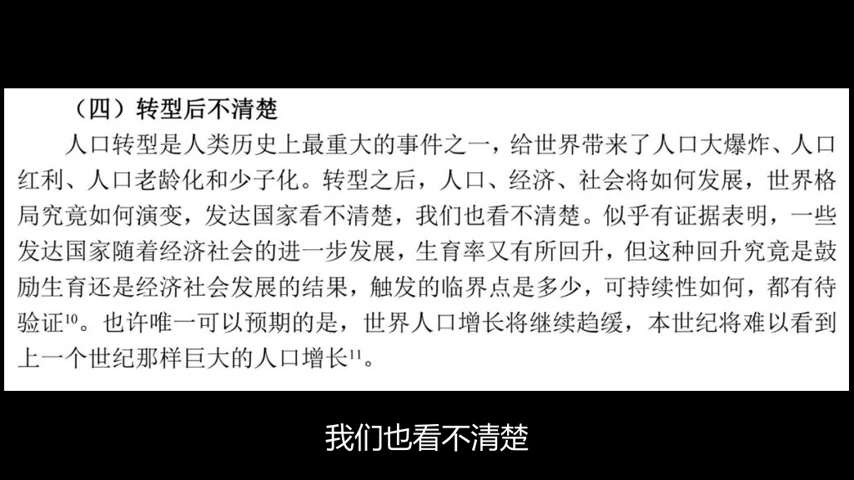 （四）转型后不清楚
人口转型是人类历史上最重大的事件之一，给世界带来了人口大爆炸、人口
红利、人口老龄化和少子化。转型之后，人口、经济、社会将如何发展，世界格
局究竟如何演变，发达国家看不清楚，我们也看不清楚。似乎有证据表明，一些
发达国家随着经济社会的进一步发展，生育率又有所回升，但这种回升究竟是鼓
励生育还是经济社会发展的结果，触发的临界点是多少，可持续性如何，都有待
验证¹⁰。也许唯一可以预期的是，世界人口增长将继续趋缓，本世纪将难以看到
上一个世纪那样巨大的人口增长¹¹。
我们也看不清楚